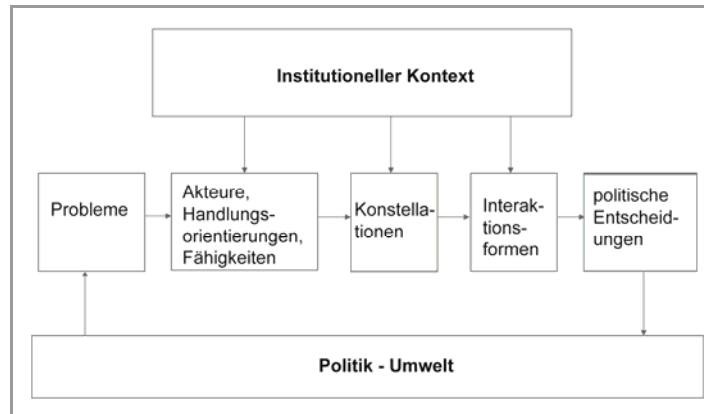 Institutioneller Kontext
Probleme
Akteure,
Handlungs-
orientierungen,
Fähigkeiten
Konstella-
tionen
Interak-
tions-
formen
politische
Entscheid-
ungen
Politik - Umwelt